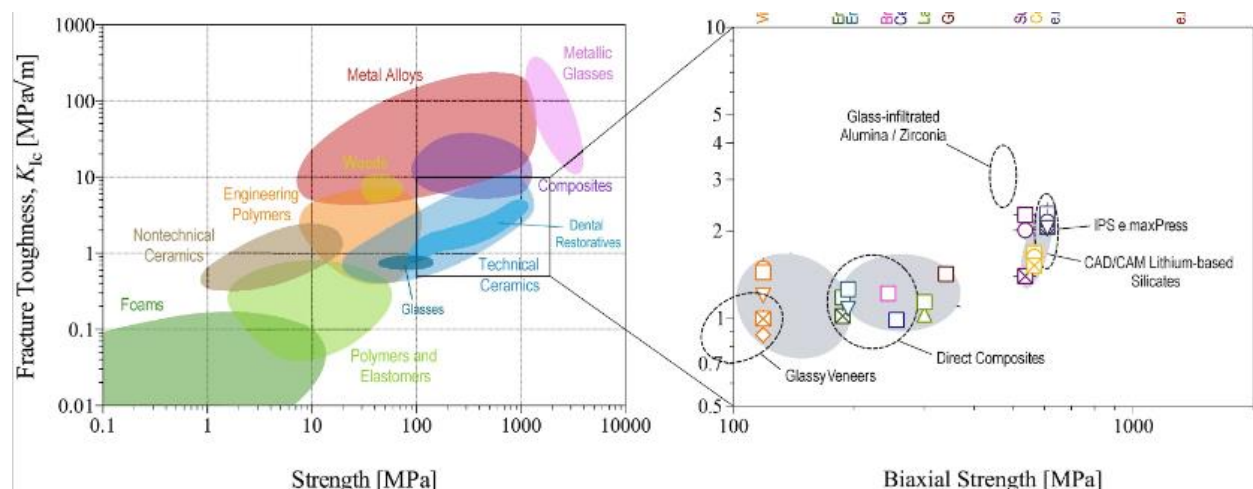 Fracture Toughness, KIc [MPa√m]
1000
100
10
1
0.1
0.01
0.1
1
10
100
1000
10000
Strength [MPa]
Metallic
Glasses
Metal Alloys
Woods
Composites
Engineering
Polymers
Dental
Restoratives
Nontechnical
Ceramics
Technical
Ceramics
Glasses
Foams
Polymers and
Elastomers
10
5
4
3
2
1
0.7
0.5
100
1000
Biaxial Strength [MPa]
Glass-infiltrated
Alumina / Zirconia
IPS e.maxPress
CAD/CAM Lithium-based
Silicates
Direct Composites
Glassy Veneers